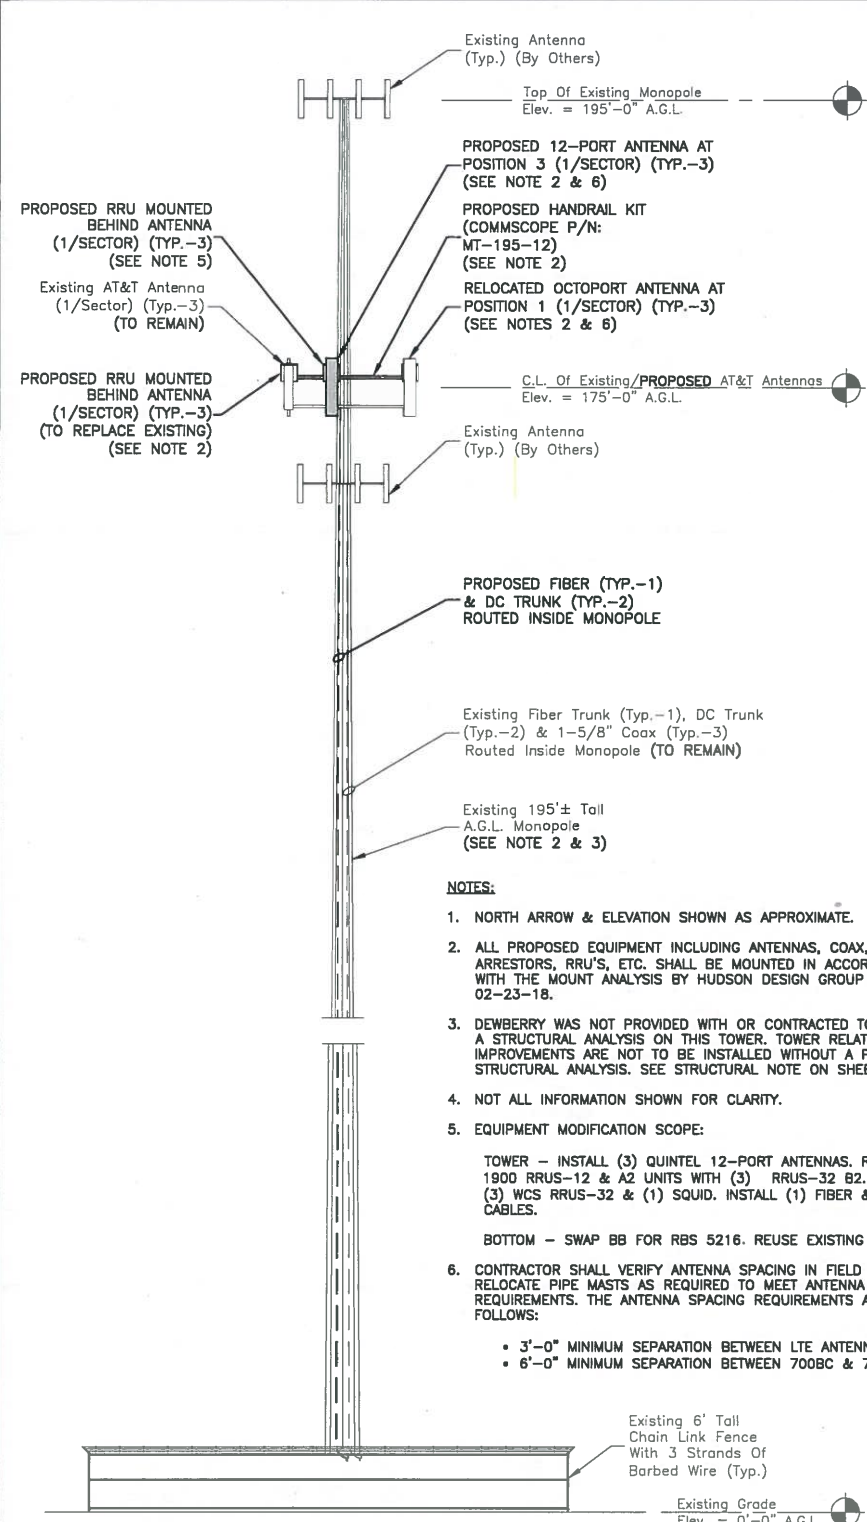 Existing Antenna
(Typ.) (By Others)
Top Of Existing Monopole
Elev. = 195'-0" A.G.L.
PROPOSED 12-PORT ANTENNA AT
POSITION 3 (1/SECTOR) (TYP.-3)
(SEE NOTE 2 & 6)
PROPOSED RRU MOUNTED
BEHIND ANTENNA
(1/SECTOR) (TYP.-3)
(SEE NOTE 5)
PROPOSED HANDRAIL KIT
(COMMSCOPE P/N:
MT-195-12)
(SEE NOTE 2)
Existing AT&T Antenna
(1/Sector) (Typ.-3)
(TO REMAIN)
RELOCATED OCTOPORT ANTENNA AT
POSITION 1 (1/SECTOR) (TYP.-3)
(SEE NOTES 2 & 6)
PROPOSED RRU MOUNTED
BEHIND ANTENNA
(1/SECTOR) (TYP.-3)
(TO REPLACE EXISTING)
(SEE NOTE 2)
C.L. Of Existing/PROPOSED AT&T Antennas
Elev. = 175'-0" A.G.L.
Existing Antenna
(Typ.) (By Others)
PROPOSED FIBER (TYP.-1)
& DC TRUNK (TYP.-2)
ROUTED INSIDE MONOPOLE
Existing Fiber Trunk (Typ.-1), DC Trunk
(Typ.-2) & 1-5/8" Coax (Typ.-3)
Routed Inside Monopole (TO REMAIN)
Existing 195'± Tall
A.G.L. Monopole
(SEE NOTE 2 & 3)
NOTES:
1. NORTH ARROW & ELEVATION SHOWN AS APPROXIMATE.
2. ALL PROPOSED EQUIPMENT INCLUDING ANTENNAS, COAX,
ARRESTORS, RRU'S, ETC. SHALL BE MOUNTED IN ACCOR
WITH THE MOUNT ANALYSIS BY HUDSON DESIGN GROUP
02-23-18.
3. DEWBERRY WAS NOT PROVIDED WITH OR CONTRACTED TO
A STRUCTURAL ANALYSIS ON THIS TOWER. TOWER RELAT
IMPROVEMENTS ARE NOT TO BE INSTALLED WITHOUT A P
STRUCTURAL ANALYSIS. SEE STRUCTURAL NOTE ON SHEE
4. NOT ALL INFORMATION SHOWN FOR CLARITY.
5. EQUIPMENT MODIFICATION SCOPE:
TOWER - INSTALL (3) QUINTEL 12-PORT ANTENNAS. R
1900 RRUS-12 & A2 UNITS WITH (3) RRUS-32 B2.
(3) WCS RRUS-32 & (1) SQUID. INSTALL (1) FIBER &
CABLES.
BOTTOM - SWAP BB FOR RBS 5216. REUSE EXISTING
6. CONTRACTOR SHALL VERIFY ANTENNA SPACING IN FIELD
RELOCATE PIPE MASTS AS REQUIRED TO MEET ANTENNA
REQUIREMENTS. THE ANTENNA SPACING REQUIREMENTS A
FOLLOWS:
• 3'-0" MINIMUM SEPARATION BETWEEN LTE ANTENN
• 6'-0" MINIMUM SEPARATION BETWEEN 700BC & 7
Existing 6' Tall
Chain Link Fence
With 3 Strands Of
Barbed Wire (Typ.)
Existing Grade
Elev. = 0'-0" A.G.L.